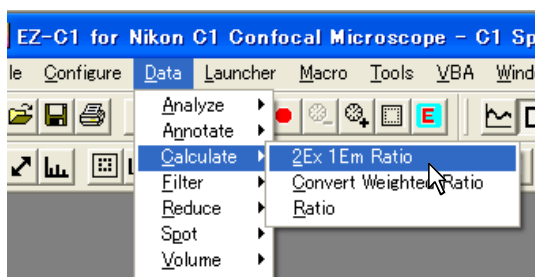 EZ-C1 for Nikon C1 Confocal Microscope - C1 Sp
le Configure Data Launcher Macro Tools VBA Wind
Analyze
Annotate
E
Calculate
2Ex 1Em Ratio
Filter
Convert Weighted Ratio
Reduce
Ratio
Spot
Volume